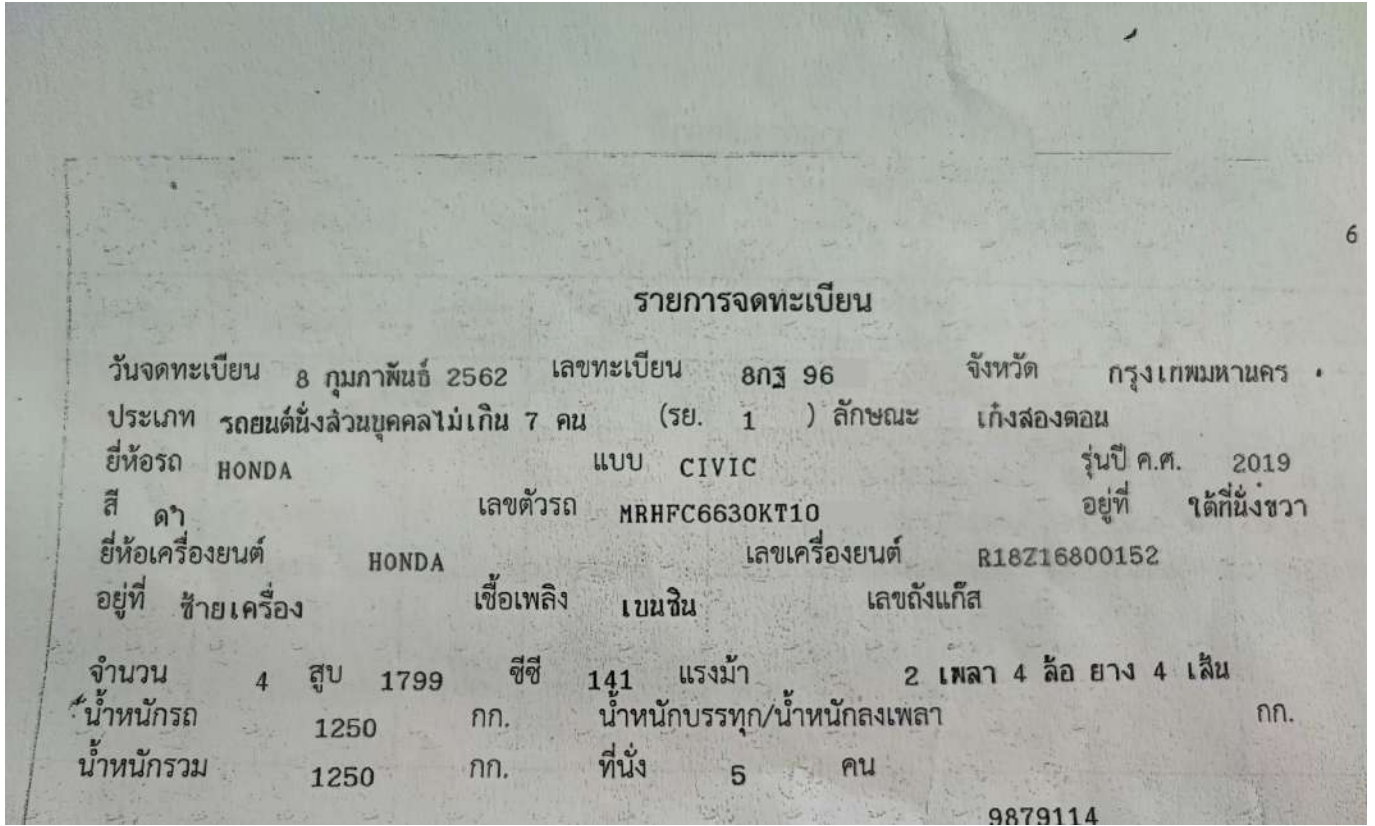 6
รายการจดทะเบียน
วันจดทะเบียน 8 กุมภาพันธ์ 2562 เลขทะเบียน 8กฐ 96 จังหวัด กรุงเทพมหานคร
ประเภท รถยนต์นั่งส่วนบุคคลไม่เกิน 7 คน (รย. 1 ) ลักษณะ เก๋งสองตอน
ยี่ห้อรถ HONDA แบบ CIVIC รุ่นปี ค.ศ. 2019
สี ดำ เลขตัวรถ MRHFC6630KT10 อยู่ที่ ใต้ที่นั่งขวา
ยี่ห้อเครื่องยนต์ HONDA เลขเครื่องยนต์ R18Z16800152
อยู่ที่ ซ้ายเครื่อง เชื้อเพลิง เบนซิน เลขถังแก๊ส
จำนวน 4 สูบ 1799 ซีซี 141 แรงม้า 2 เพลา 4 ล้อ ยาง 4 เส้น
น้ำหนักรถ 1250 กก. น้ำหนักบรรทุก/น้ำหนักลงเพลา กก.
น้ำหนักรวม 1250 กก. ที่นั่ง 5 คน
9879114